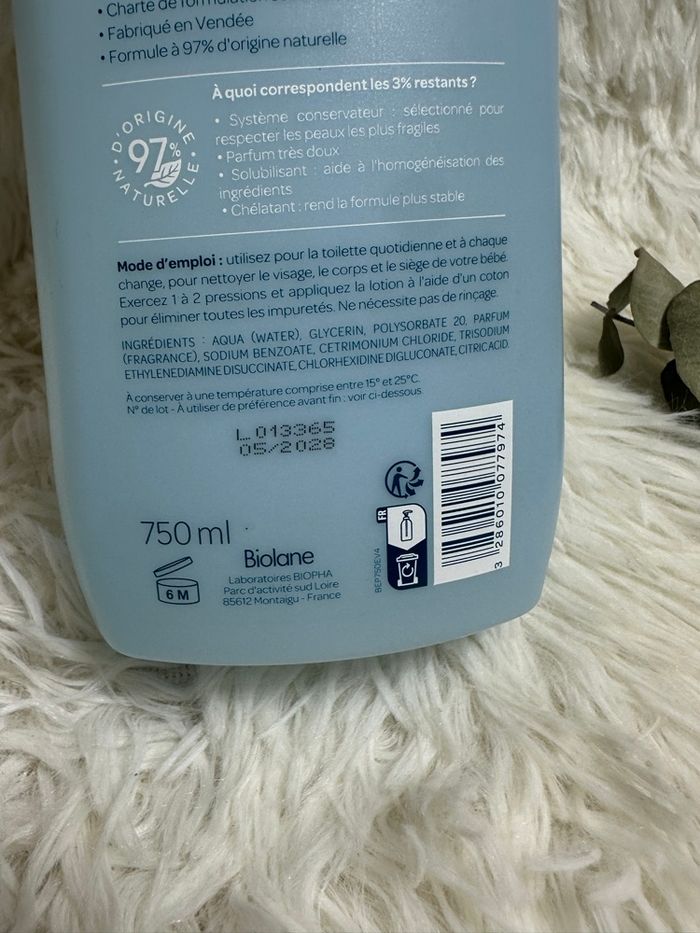 • Charte de formulation
• Fabriqué en Vendée
• Formule à 97% d'origine naturelle
À quoi correspondent les 3% restants ?
• Système conservateur : sélectionné pour
respecter les peaux les plus fragiles
• Parfum très doux
• Solubilisant : aide à l'homogénéisation des
ingrédients
• Chélatant : rend la formule plus stable
D'ORIGINE
97%
NATURELLE
Mode d'emploi : utilisez pour la toilette quotidienne et à chaque
change, pour nettoyer le visage, le corps et le siège de votre bébé.
Exercez 1 à 2 pressions et appliquez la lotion à l'aide d'un coton
pour éliminer toutes les impuretés. Ne nécessite pas de rinçage.
INGRÉDIENTS : AQUA (WATER), GLYCERIN, POLYSORBATE 20, PARFUM
(FRAGRANCE), SODIUM BENZOATE, CETRIMONIUM CHLORIDE, TRISODIUM
ETHYLENEDIAMINE DISUCCINATE, CHLORHEXIDINE DIGLUCONATE, CITRIC ACID.
À conserver à une température comprise entre 15° et 25°C.
N° de lot - À utiliser de préférence avant fin : voir ci-dessous
L 013365
05/2028
750 ml
6 M
Biolane
Laboratoires BIOPHA
Parc d'activité sud Loire
85612 Montaigu - France
BEP750EV4
FR
3 286010 077974